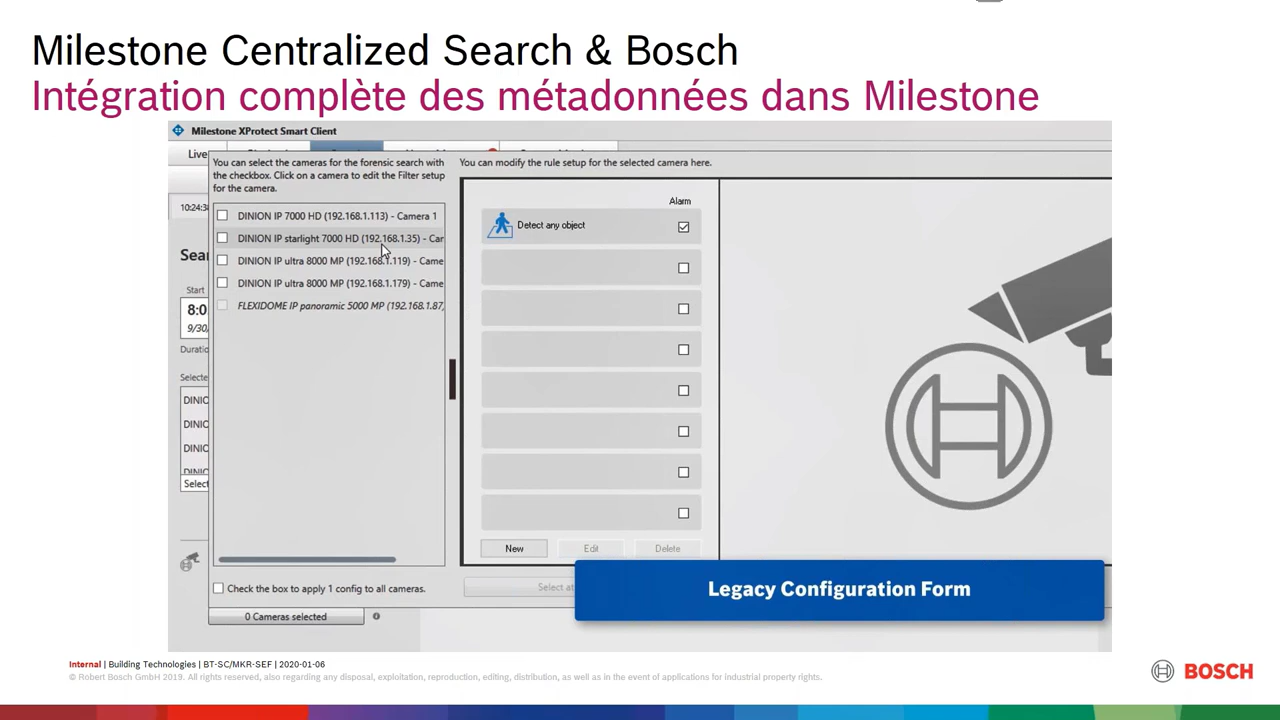 Milestone Centralized Search & Bosch
Intégration complète des métadonnées dans Milestone
Milestone XProtect Smart Client
Live
You can select the cameras for the forensic search with
the checkbox. Click on a camera to edit the Filter setup
for the camera.
You can modify the rule setup for the selected camera here.
10:24:38
Sear
Start
8:0
9/30/
Duratio
Selecte
DINIC
DINIC
DINIC
DINIC
Select
DINION IP 7000 HD (192.168.1.113) - Camera 1
DINION IP starlight 7000 HD (192.168.1.35) - Car
DINION IP ultra 8000 MP (192.168.1.119) - Came
DINION IP ultra 8000 MP (192.168.1.179) - Came
FLEXIDOME IP panoramic 5000 MP (192.168.1.87,
Alarm
Detect any object
New
Edit
Delete
Check the box to apply 1 config to all cameras.
Select at
0 Cameras selected
Legacy Configuration Form
Internal | Building Technologies | BT-SC/MKR-SEF | 2020-01-06
© Robert Bosch GmbH 2019. All rights reserved, also regarding any disposal, exploitation, reproduction, editing, distribution, as well as in the event of applications for industrial property rights.
BOSCH